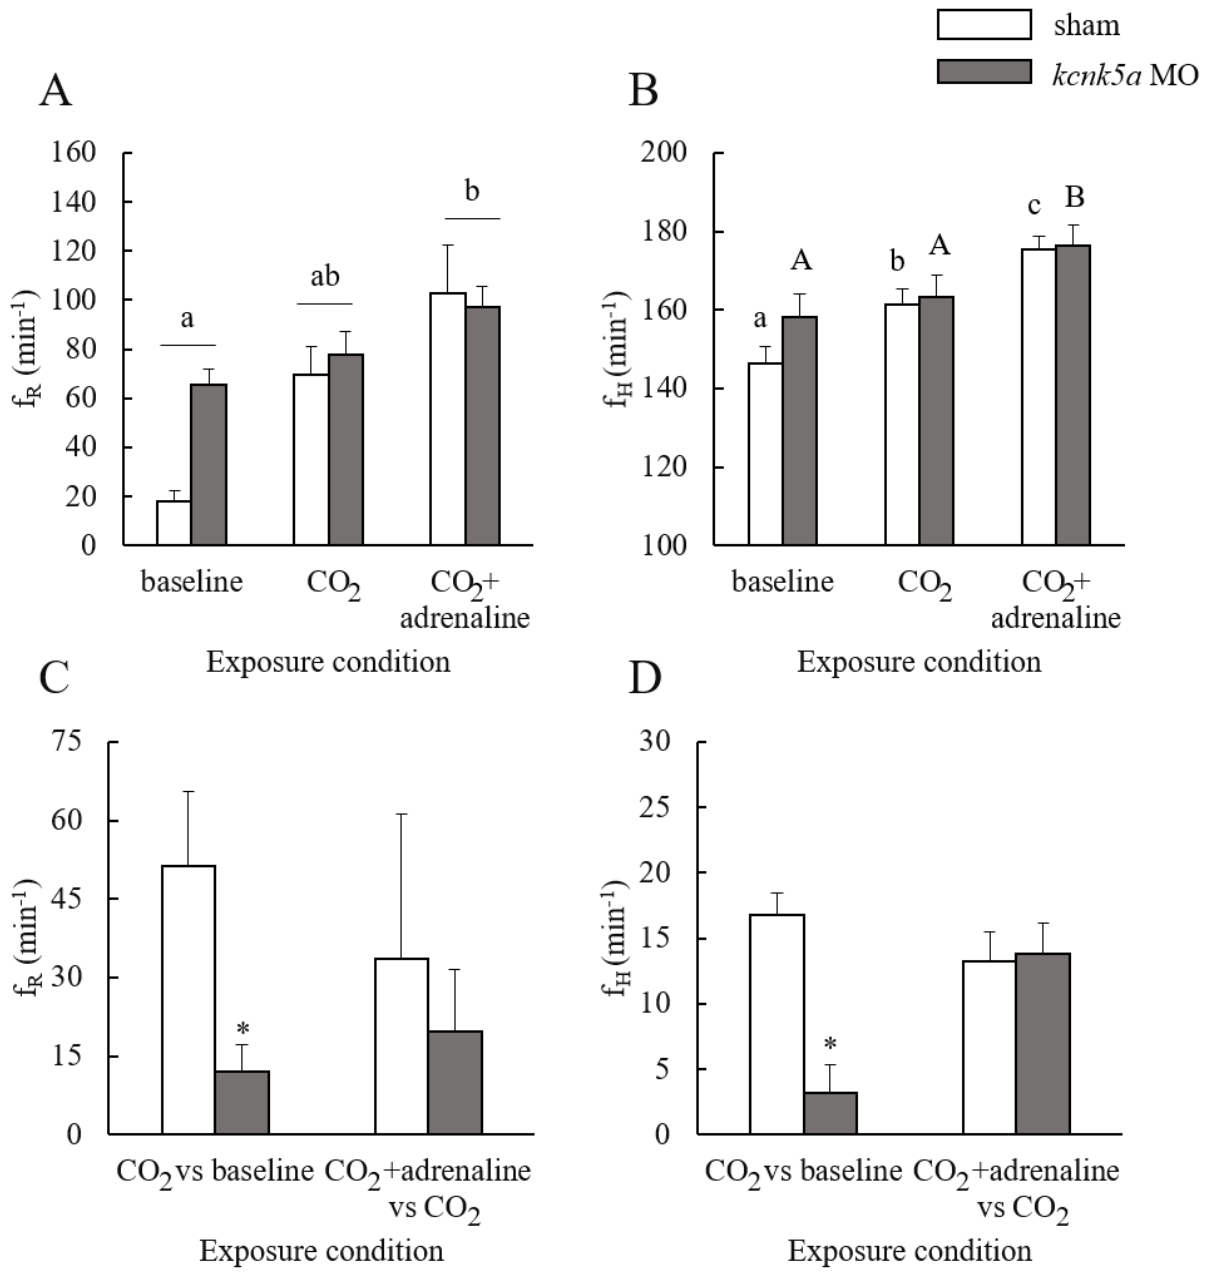 sham
kcnk5a MO
A
160
140
120
100
80
60
40
20
0
fR (min-1)
a
ab
b
baseline
CO2
CO2+
adrenaline
Exposure condition
B
200
180
160
140
120
100
fH (min-1)
a
A
b
A
c
B
baseline
CO2
CO2+
adrenaline
Exposure condition
C
75
60
45
30
15
0
fR (min-1)
*
CO2 vs baseline
CO2+adrenaline
vs CO2
Exposure condition
D
30
25
20
15
10
5
0
fH (min-1)
*
CO2 vs baseline
CO2+adrenaline
vs CO2
Exposure condition